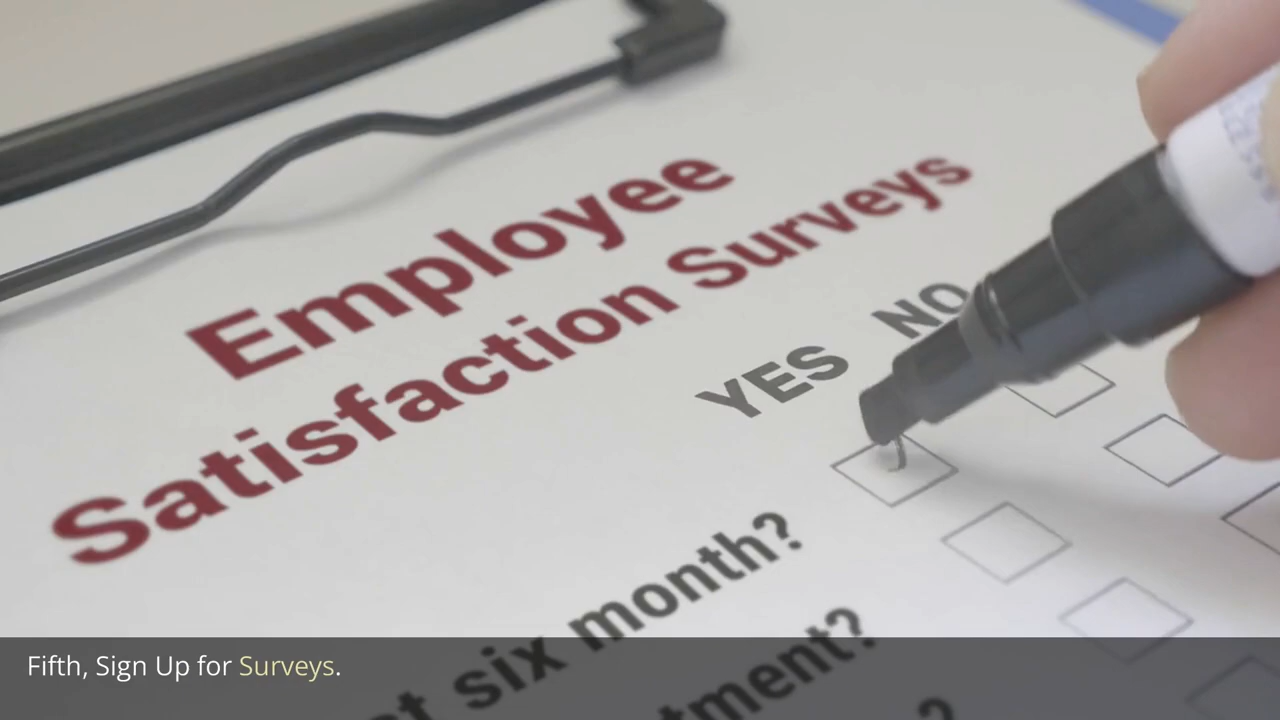 Employee
Satisfaction Surveys
YES NO
six month?
?
Fifth, Sign Up for Surveys.